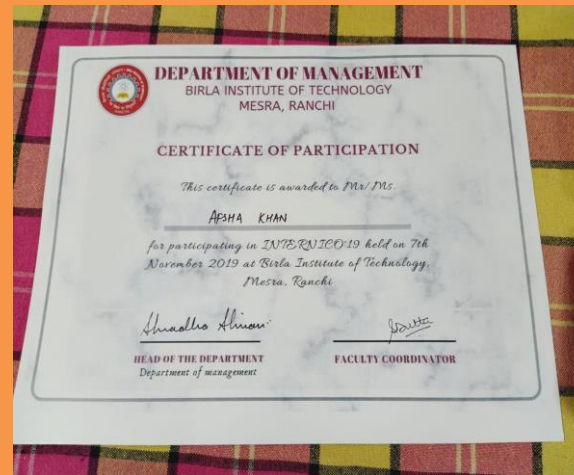 DEPARTMENT OF MANAGEMENT
BIRLA INSTITUTE OF TECHNOLOGY
MESRA, RANCHI
CERTIFICATE OF PARTICIPATION
This certificate is awarded to Mr/Ms.
APSHA KHAN
for participating in INTERNICO'19 held on 7th
November 2019 at Birla Institute of Technology,
Mesra, Ranchi
HEAD OF THE DEPARTMENT
Department of management
FACULTY COORDINATOR